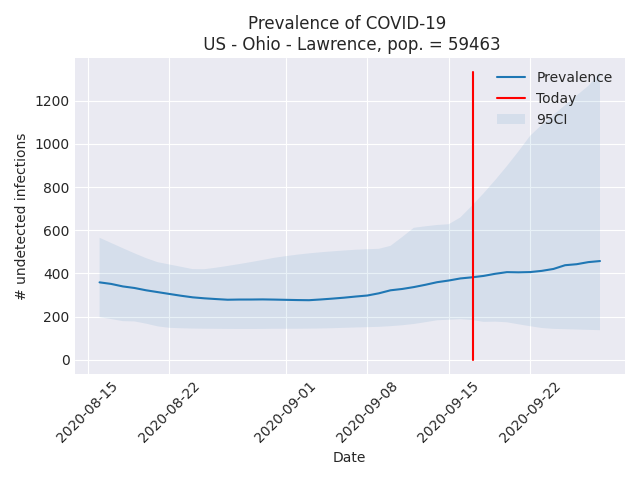 Prevalence of COVID-19
US - Ohio - Lawrence, pop. = 59463
Prevalence
Today
95CI
# undetected infections
1200
1000
800
600
400
200
0
2020-08-15
2020-08-22
2020-09-01
2020-09-08
2020-09-15
2020-09-22
Date